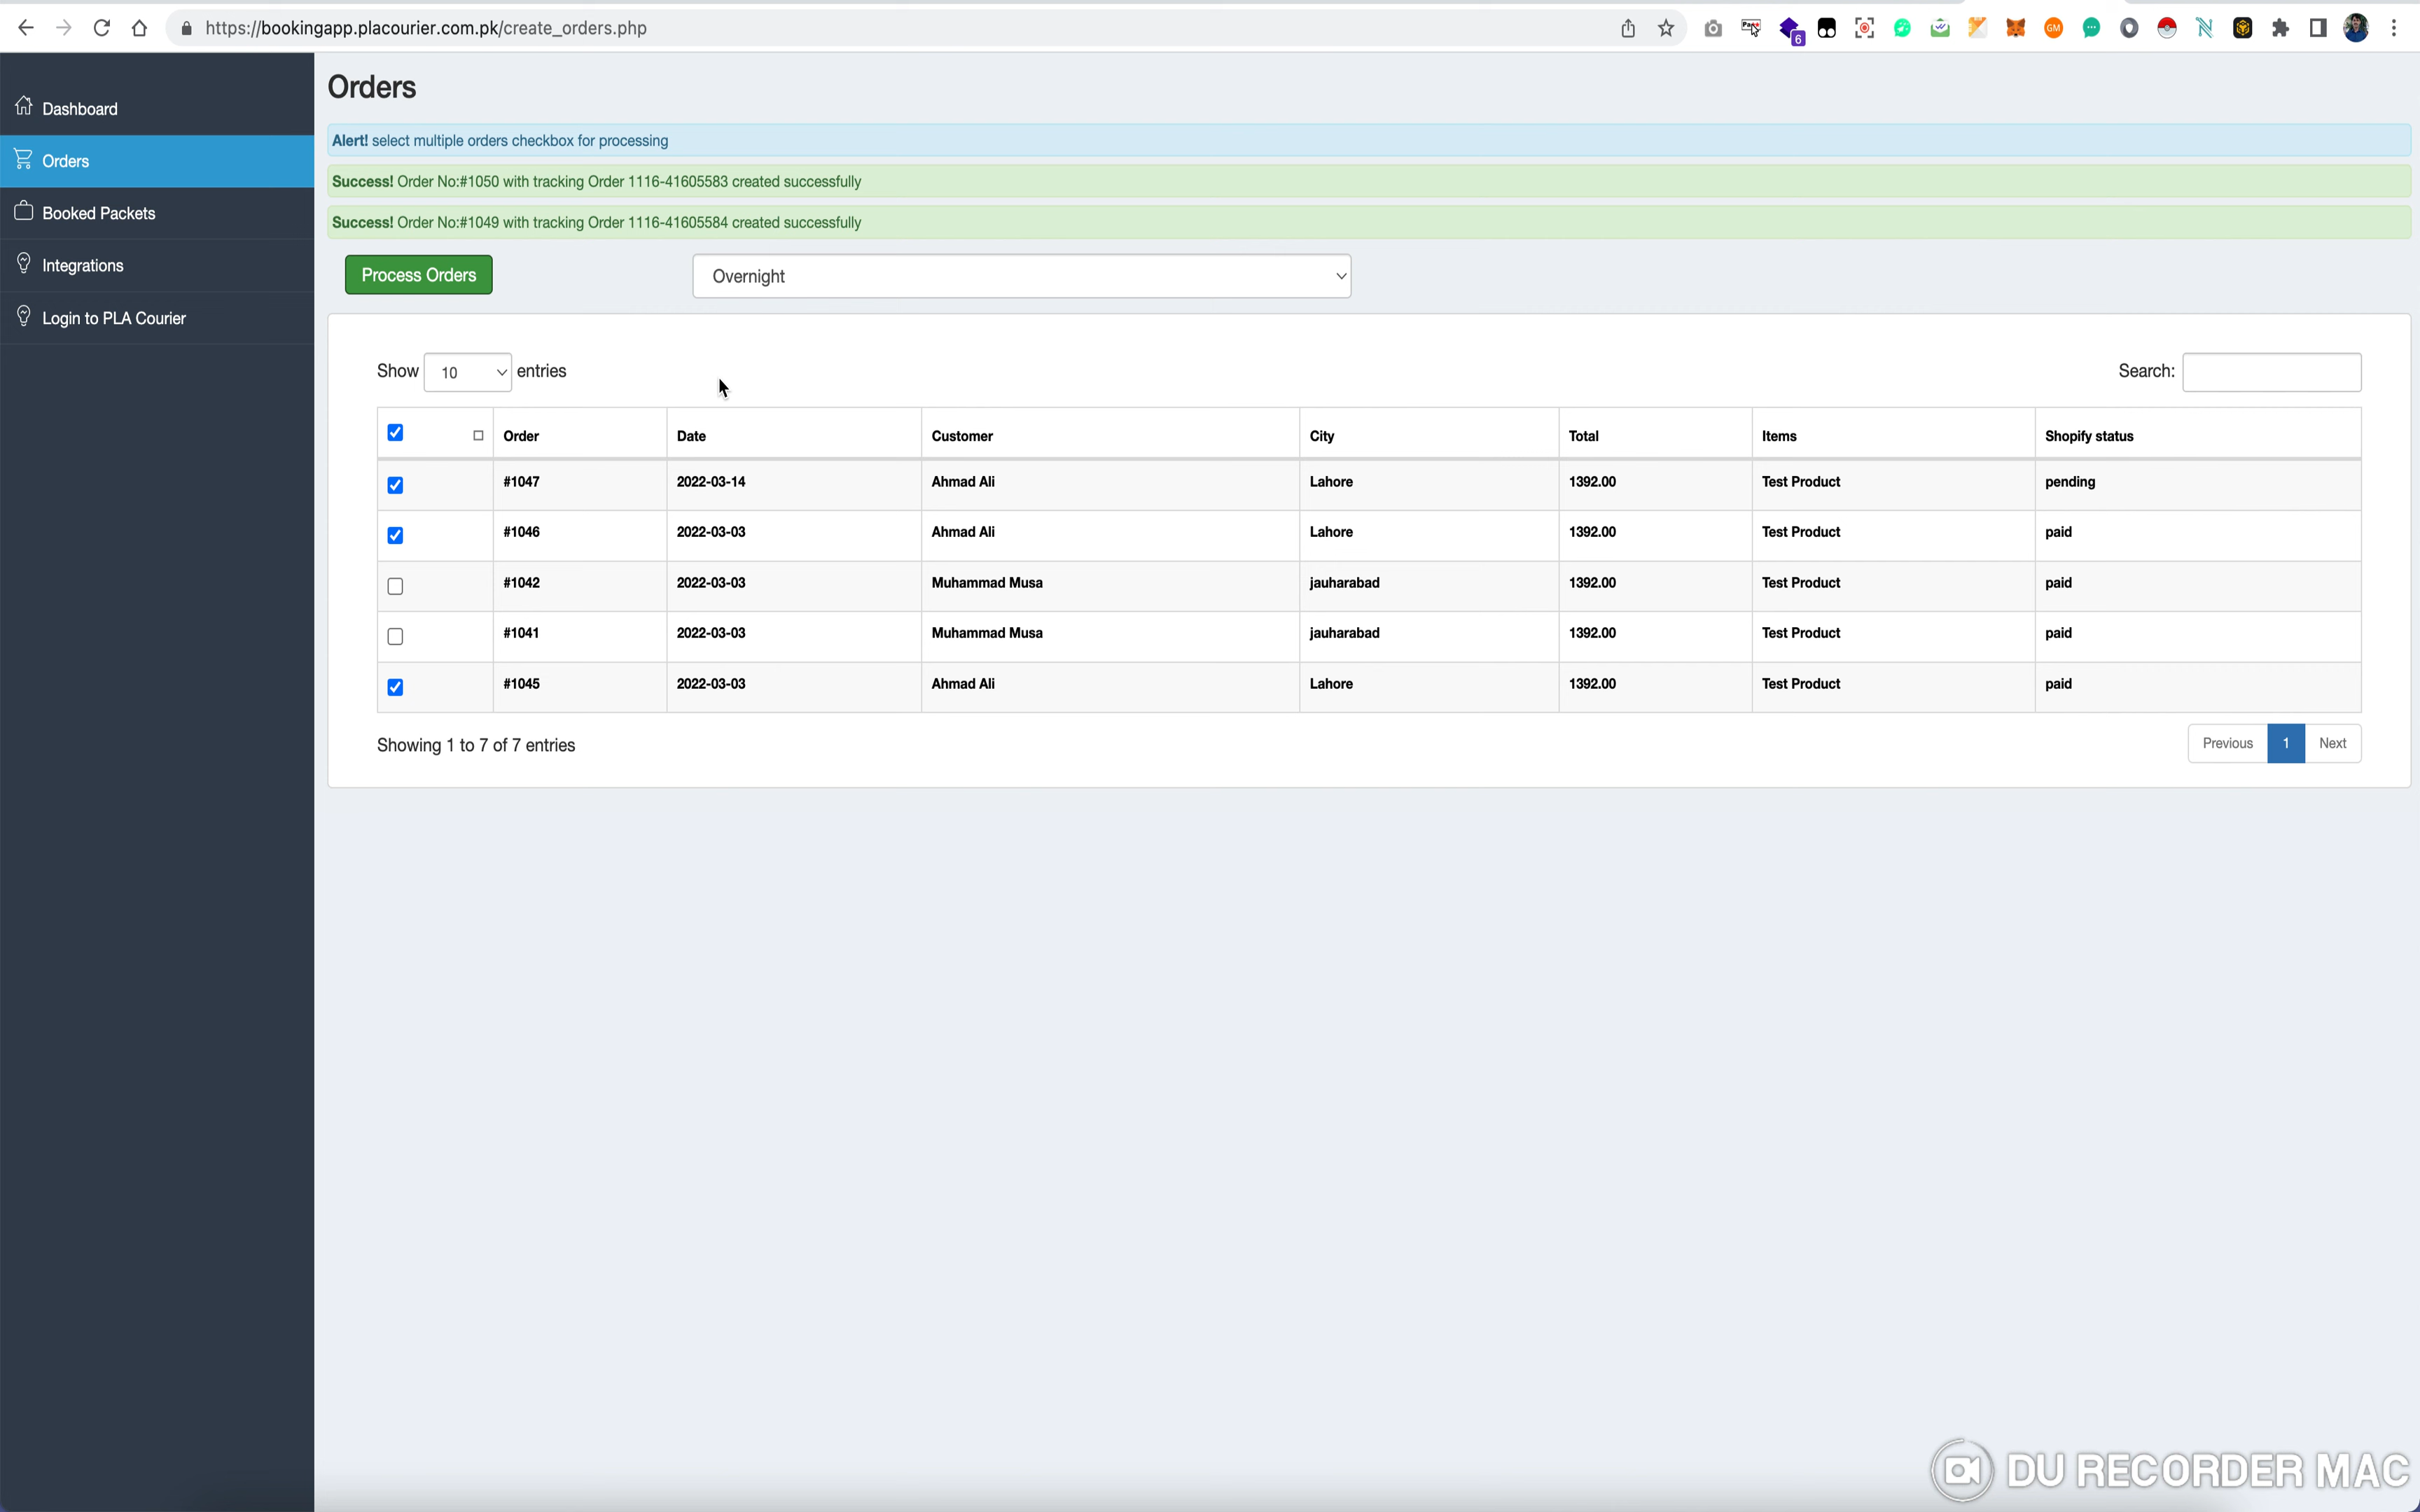 https://bookingapp.placourier.com.pk/create_orders.php
6
GM
Dashboard
Orders
Booked Packets
Integrations
Login to PLA Courier
Orders
Alert! select multiple orders checkbox for processing
Success! Order No:#1050 with tracking Order 1116-41605583 created successfully
Success! Order No:#1049 with tracking Order 1116-41605584 created successfully
Process Orders Overnight
Show 10 entries Search:
Order Date Customer City Total Items Shopify status
#1047 2022-03-14 Ahmad Ali Lahore 1392.00 Test Product pending
#1046 2022-03-03 Ahmad Ali Lahore 1392.00 Test Product paid
#1042 2022-03-03 Muhammad Musa jauharabad 1392.00 Test Product paid
#1041 2022-03-03 Muhammad Musa jauharabad 1392.00 Test Product paid
#1045 2022-03-03 Ahmad Ali Lahore 1392.00 Test Product paid
Showing 1 to 7 of 7 entries Previous 1 Next
DU RECORDER MAC